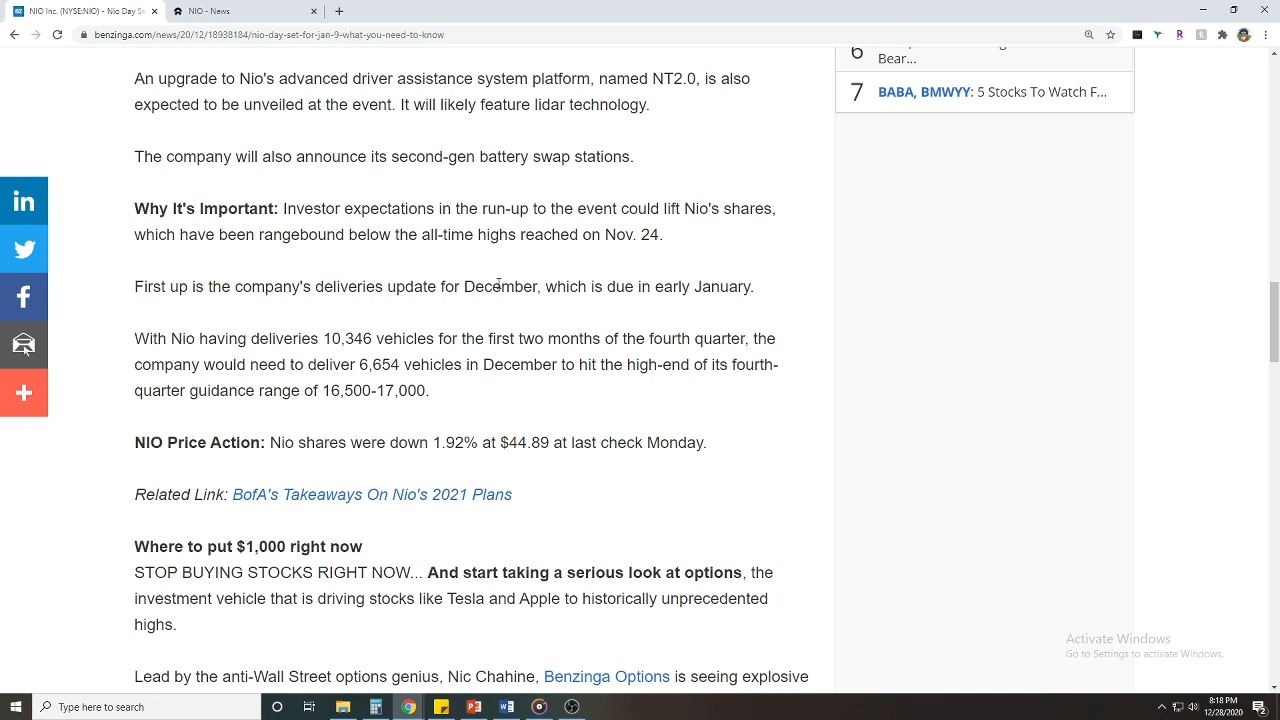 NIO Inc. (NYSE:NIO) - Nio Day Se
NIO - News
benzinga.com/news/20/12/18938184/nio-day-set-for-jan-9-what-you-need-to-know
An upgrade to Nio's advanced driver assistance system platform, named NT2.0, is also
expected to be unveiled at the event. It will likely feature lidar technology.
The company will also announce its second-gen battery swap stations.
Why It's Important: Investor expectations in the run-up to the event could lift Nio's shares,
which have been rangebound below the all-time highs reached on Nov. 24.
First up is the company's deliveries update for December, which is due in early January.
With Nio having deliveries 10,346 vehicles for the first two months of the fourth quarter, the
company would need to deliver 6,654 vehicles in December to hit the high-end of its fourth-
quarter guidance range of 16,500-17,000.
NIO Price Action: Nio shares were down 1.92% at $44.89 at last check Monday.
Related Link: BofA's Takeaways On Nio's 2021 Plans
Where to put $1,000 right now
STOP BUYING STOCKS RIGHT NOW... And start taking a serious look at options, the
investment vehicle that is driving stocks like Tesla and Apple to historically unprecedented
highs.
Lead by the anti-Wall Street options genius, Nic Chahine, Benzinga Options is seeing explosive
6
Bear...
7 BABA, BMWYY: 5 Stocks To Watch F...
Activate Windows
Go to Settings to activate Windows.
Type here to search
8:18 PM
12/28/2020